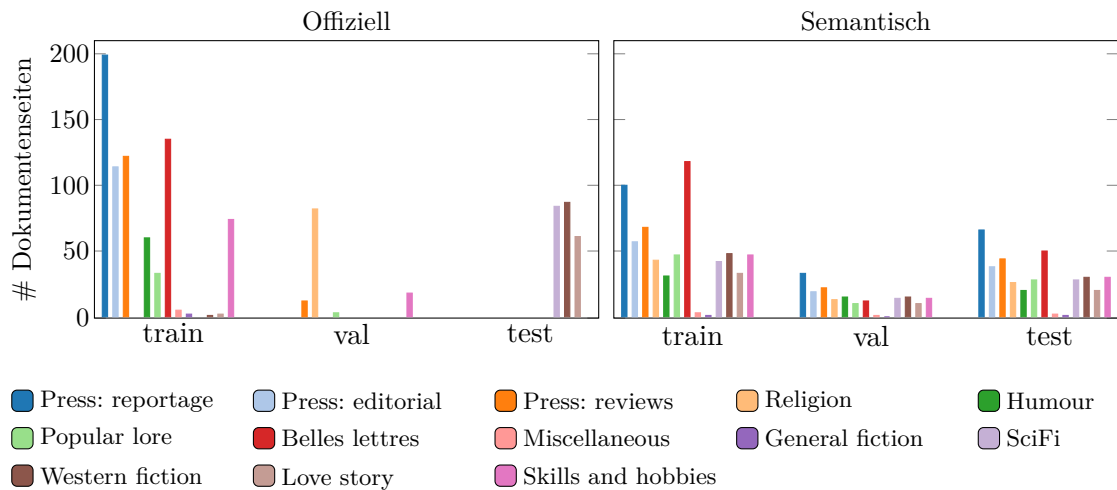 Offiziell
Semantisch
# Dokumentenseiten
200
150
100
50
0
train val test
train val test
Press: reportage Press: editorial Press: reviews Religion Humour
Popular lore Belles lettres Miscellaneous General fiction SciFi
Western fiction Love story Skills and hobbies